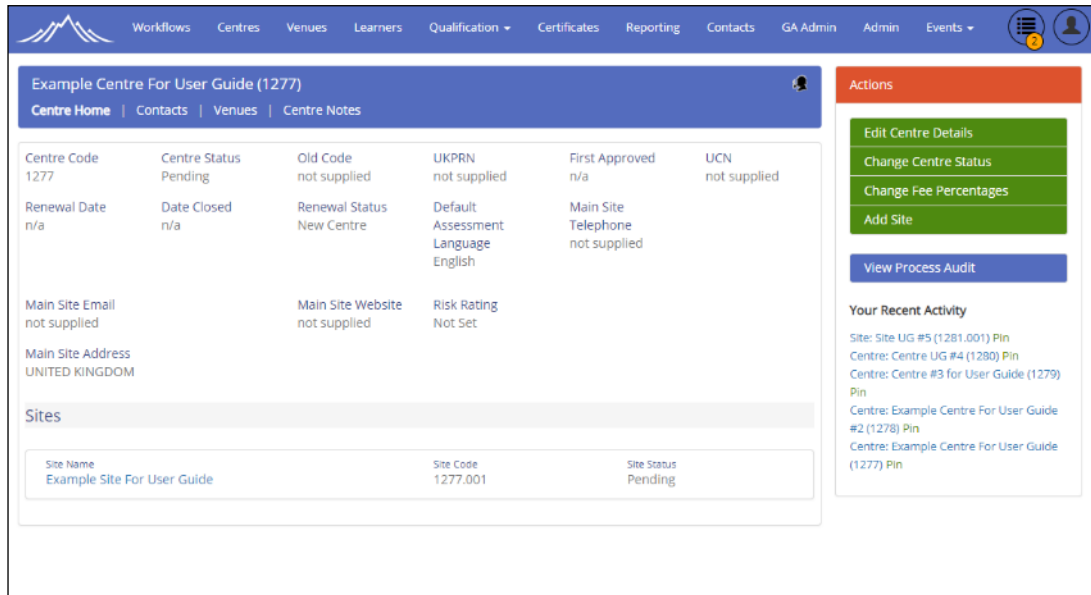 Workflows Centres Venues Learners Qualification Certificates Reporting Contacts GA Admin Admin Events
2
Example Centre For User Guide (1277)
Centre Home | Contacts | Venues | Centre Notes
Centre Code Centre Status Old Code UKPRN First Approved UCN
1277 Pending not supplied not supplied n/a not supplied
Renewal Date Date Closed Renewal Status Default Main Site
n/a n/a New Centre Assessment Telephone
Language not supplied
English
Main Site Email Main Site Website Risk Rating
not supplied not supplied Not Set
Main Site Address
UNITED KINGDOM
Sites
Site Name Site Code Site Status
Example Site For User Guide 1277.001 Pending
Actions
Edit Centre Details
Change Centre Status
Change Fee Percentages
Add Site
View Process Audit
Your Recent Activity
Site: Site UG #5 (1281.001) Pin
Centre: Centre UG #4 (1280) Pin
Centre: Centre #3 for User Guide (1279)
Pin
Centre: Example Centre For User Guide
#2 (1278) Pin
Centre: Example Centre For User Guide
(1277) Pin